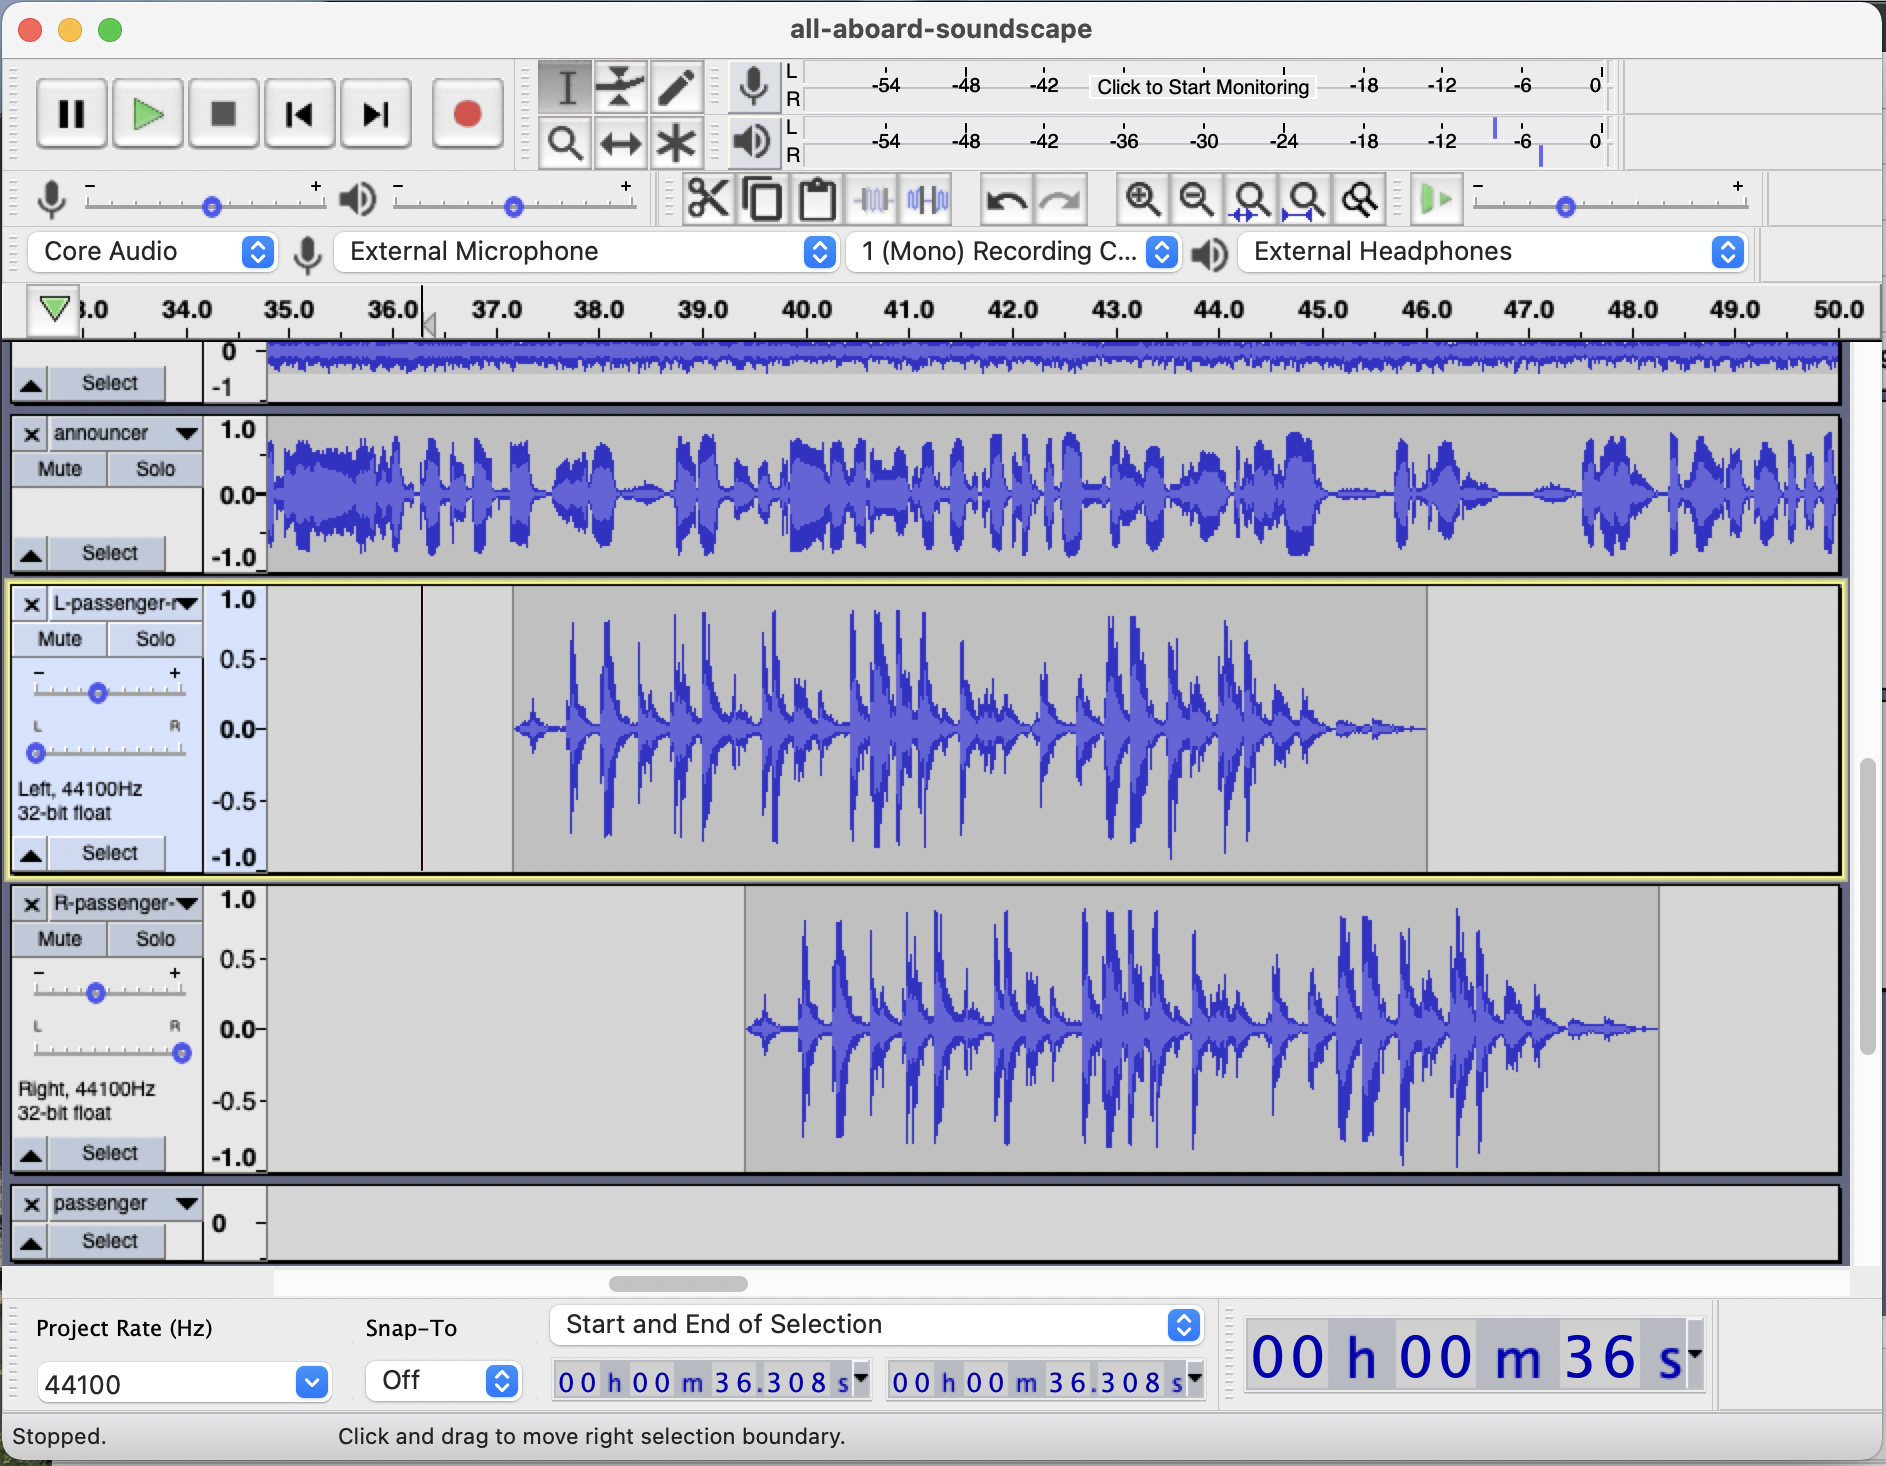 all-aboard-soundscape
L
R
-54 -48 -42 Click to Start Monitoring -18 -12 -6 0
L
R
-54 -48 -42 -36 -30 -24 -18 -12 -6 0
- + - + - +
Core Audio External Microphone 1 (Mono) Recording C... External Headphones
3.0 34.0 35.0 36.0 37.0 38.0 39.0 40.0 41.0 42.0 43.0 44.0 45.0 46.0 47.0 48.0 49.0 50.0
0
Select -1
announcer 1.0
Mute Solo
0.0
Select -1.0
L-passenger-r 1.0
Mute Solo
- + 0.5
L R
0.0
Left, 44100Hz
32-bit float -0.5
Select -1.0
R-passenger- 1.0
Mute Solo
- + 0.5
L R
0.0
Right, 44100Hz
32-bit float -0.5
Select -1.0
passenger
0
Select
Project Rate (Hz) Snap-To Start and End of Selection
44100 Off 00 h 00 m 36.308 s 00 h 00 m 36.308 s 00 h 00 m 36 s
Stopped. Click and drag to move right selection boundary.